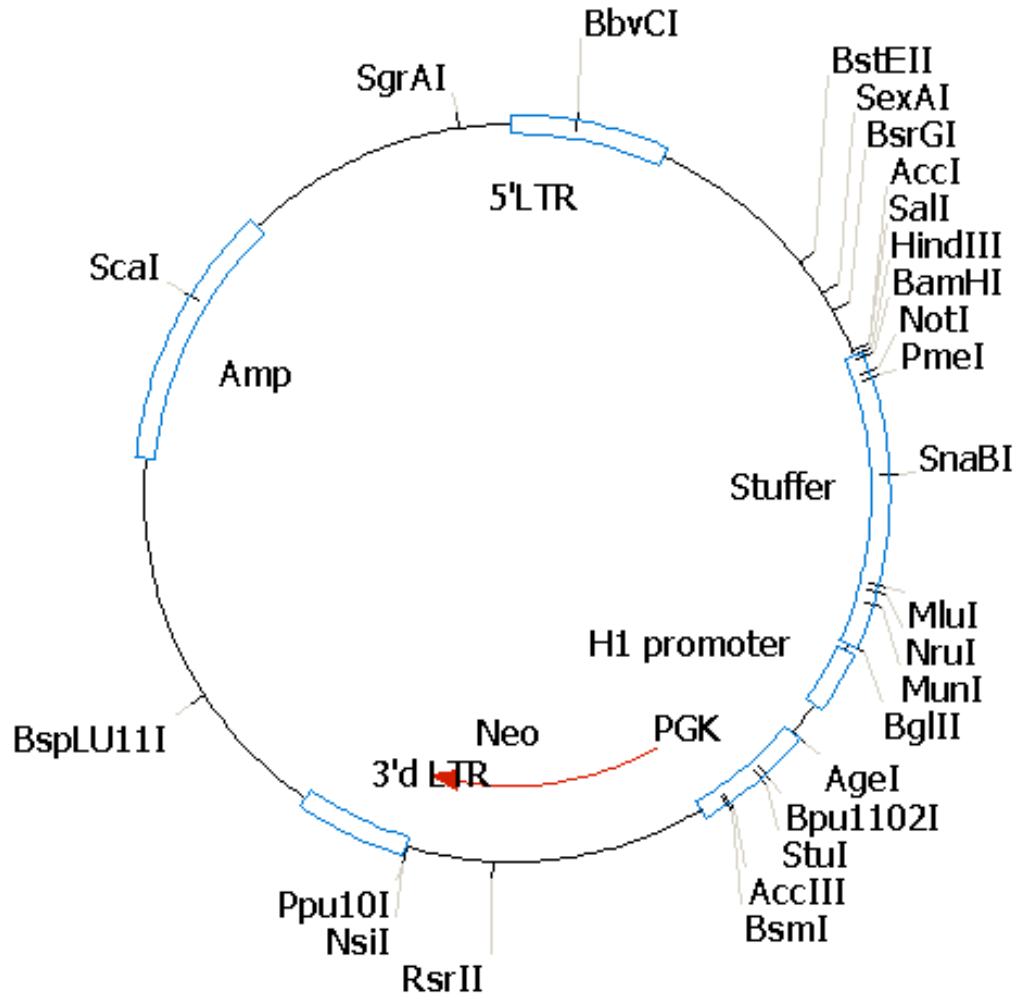 BbvCI
SgrAI
BstEII
SexAI
BsrGI
AccI
SalI
HindIII
BamHI
NotI
PmeI
5'LTR
ScaI
Amp
SnaBI
Stuffer
MluI
NruI
MunI
BglII
H1 promoter
PGK
Neo
3'd LTR
BspLU11I
AgeI
Bpu1102I
StuI
AccIII
BsmI
Ppu10I
NsiI
RsrII